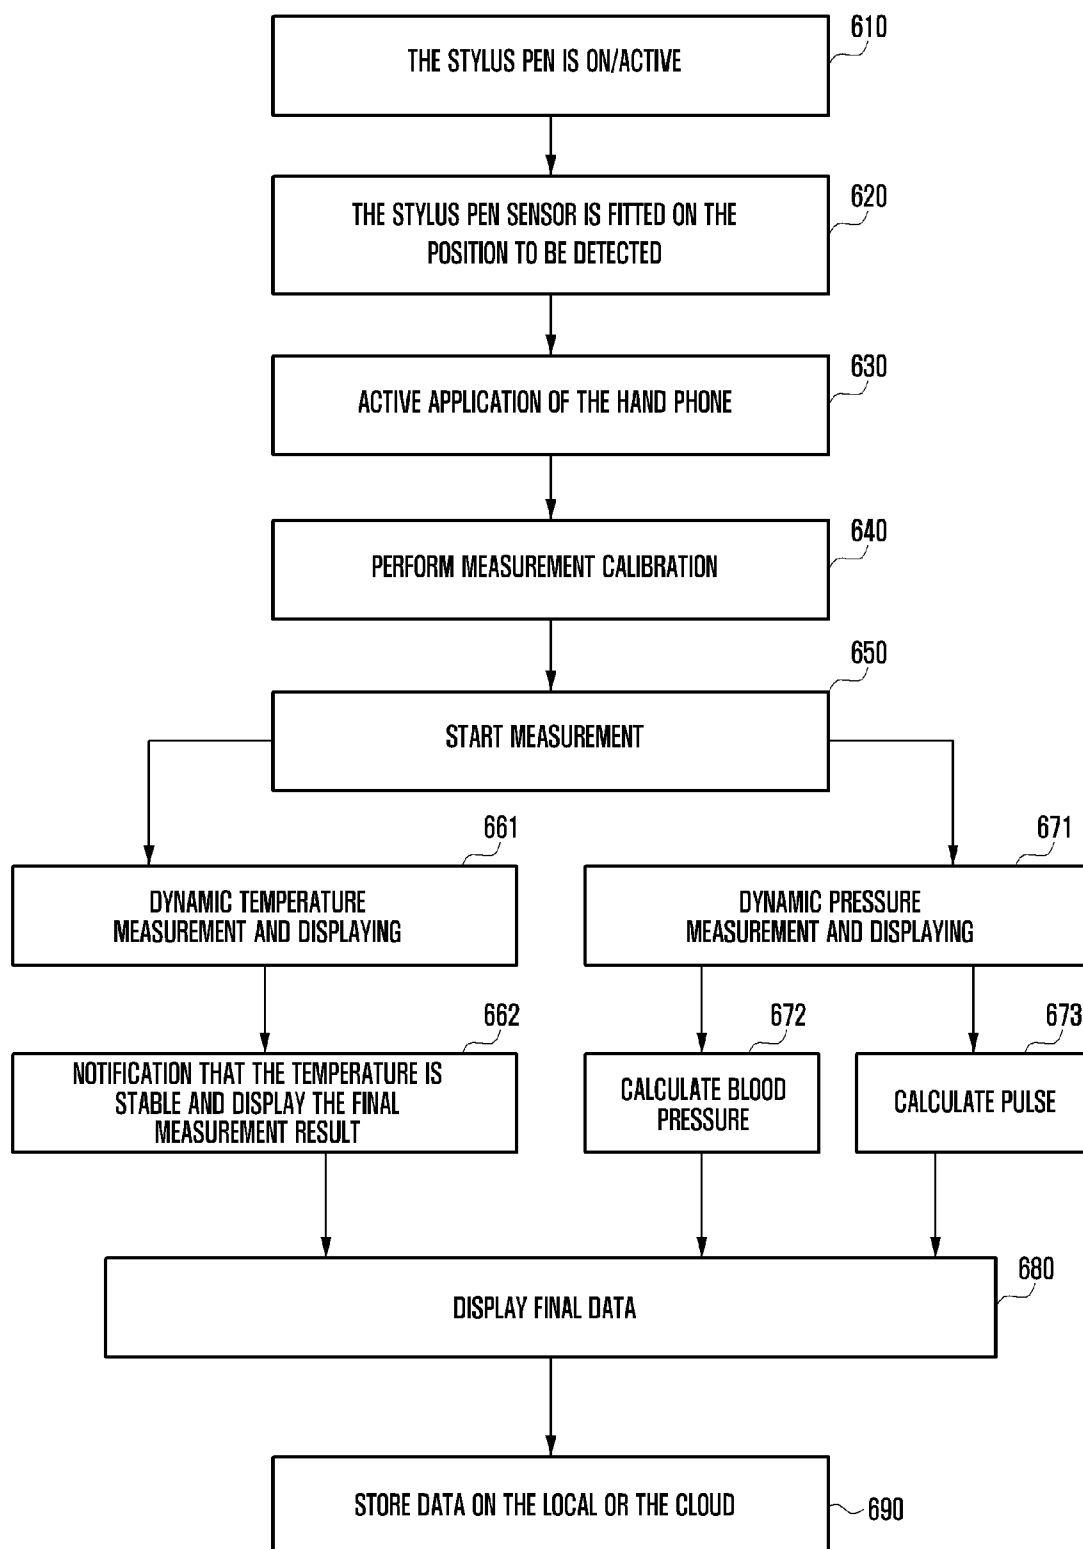 610
THE STYLUS PEN IS ON/ACTIVE
620
THE STYLUS PEN SENSOR IS FITTED ON THE
POSITION TO BE DETECTED
630
ACTIVE APPLICATION OF THE HAND PHONE
640
PERFORM MEASUREMENT CALIBRATION
650
START MEASUREMENT
661
DYNAMIC TEMPERATURE
MEASUREMENT AND DISPLAYING
671
DYNAMIC PRESSURE
MEASUREMENT AND DISPLAYING
662
NOTIFICATION THAT THE TEMPERATURE IS
STABLE AND DISPLAY THE FINAL
MEASUREMENT RESULT
672
CALCULATE BLOOD
PRESSURE
673
CALCULATE PULSE
680
DISPLAY FINAL DATA
STORE DATA ON THE LOCAL OR THE CLOUD
690